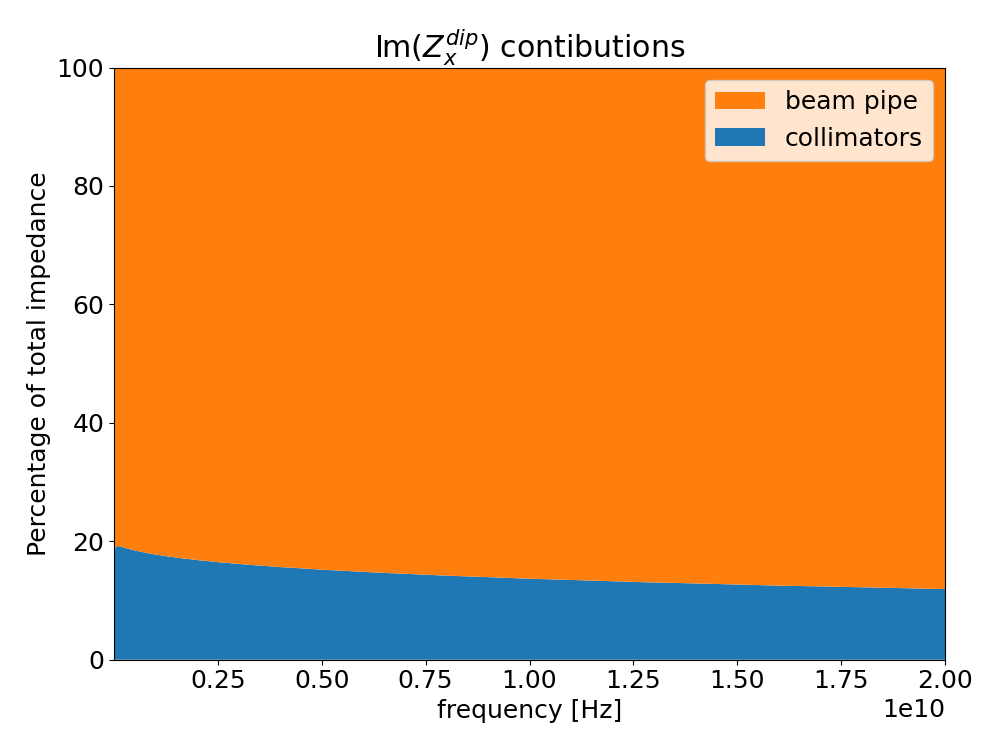 Im(Z_x^{dip}) contibutions
Percentage of total impedance
100
80
60
40
20
0
beam pipe
collimators
0.25 0.50 0.75 1.00 1.25 1.50 1.75 2.00
1e10
frequency [Hz]